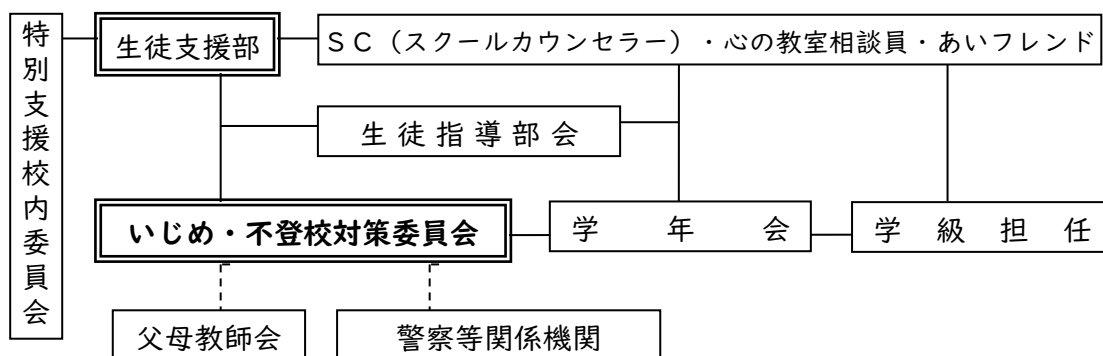 特別支援校内委員会
生徒支援部
SC(スクールカウンセラー)・心の教室相談員・あいフレンド
生徒指導部会
いじめ・不登校対策委員会
学年会
学級担任
父母教師会
警察等関係機関